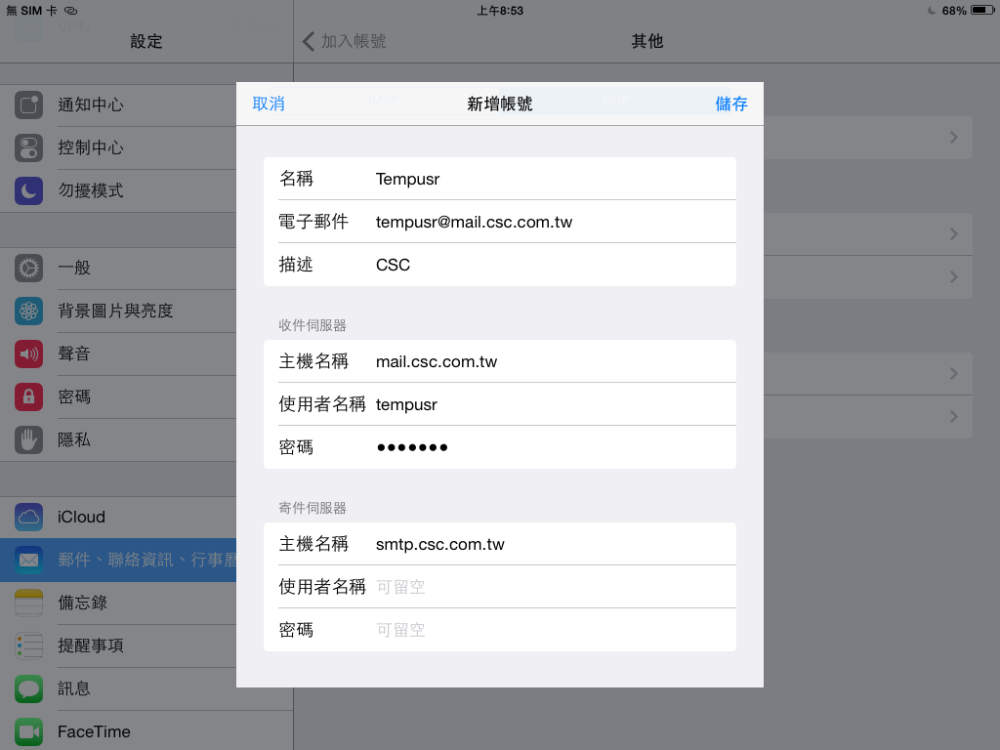 無 SIM 卡
上午8:53
68%
VPN
設定
加入帳號
其他
通知中心
控制中心
勿擾模式
一般
背景圖片與亮度
聲音
密碼
隱私
iCloud
郵件、聯絡資訊、行事曆
備忘錄
提醒事項
訊息
FaceTime
IMAP
POP
取消
新增帳號
儲存
名稱 Tempusr
電子郵件 tempusr@mail.csc.com.tw
描述 CSC
收件伺服器
主機名稱 mail.csc.com.tw
使用者名稱 tempusr
密碼 ●●●●●●●
寄件伺服器
主機名稱 smtp.csc.com.tw
使用者名稱 可留空
密碼 可留空